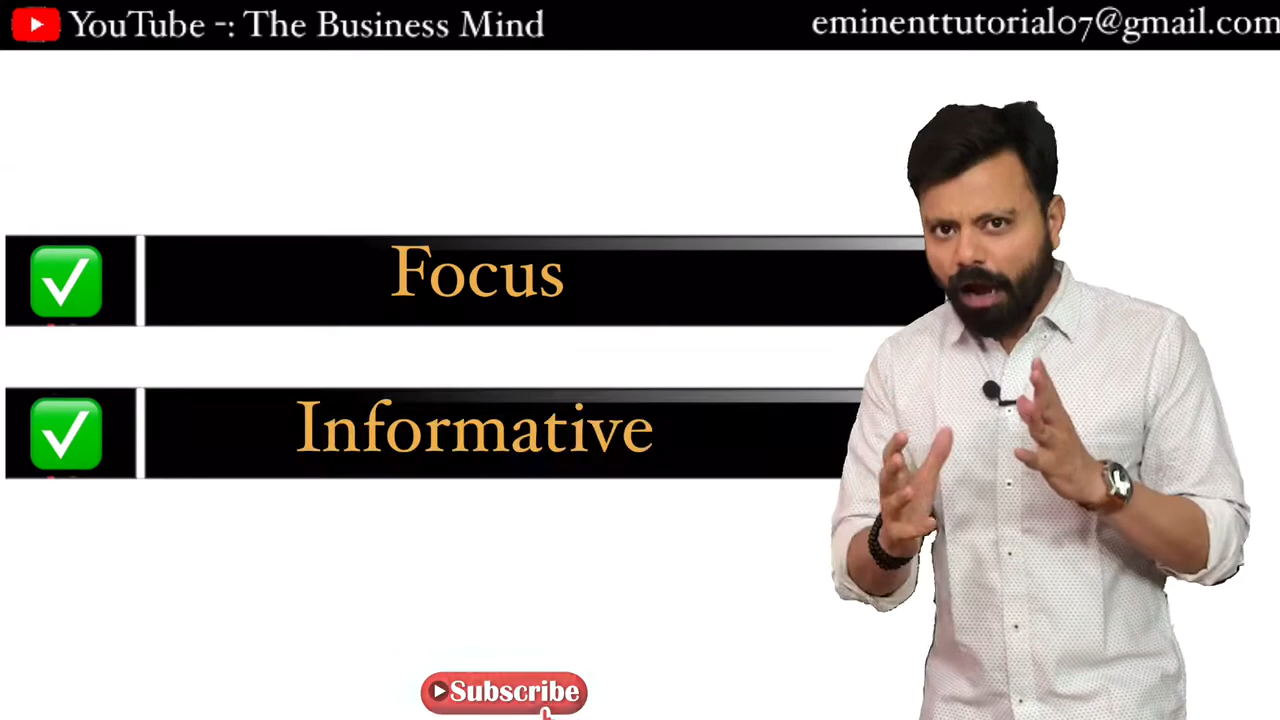 YouTube -: The Business Mind
eminenttutorial07@gmail.com
Focus
Informative
Subscribe